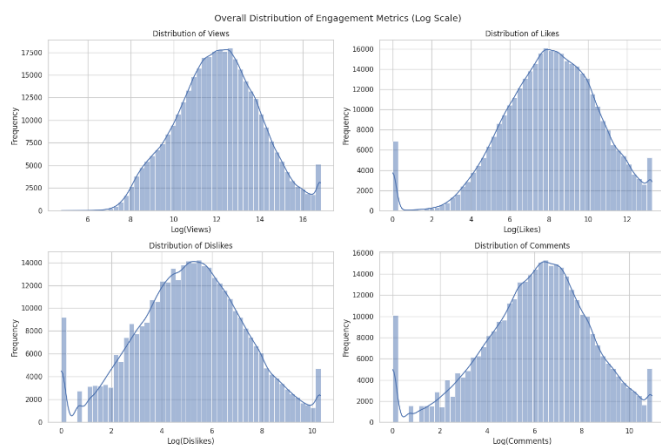 Overall Distribution of Engagement Metrics (Log Scale)
Distribution of Views
Distribution of Likes
17500
15000
12500
10000
7500
5000
2500
0
Frequency
6 8 10 12 14 16
Log(Views)
16000
14000
12000
10000
8000
6000
4000
2000
0
Frequency
0 2 4 6 8 10 12
Log(Likes)
Distribution of Dislikes
Distribution of Comments
14000
12000
10000
8000
6000
4000
2000
0
Frequency
0 2 4 6 8 10
Log(Dislikes)
16000
14000
12000
10000
8000
6000
4000
2000
0
Frequency
0 2 4 6 8 10
Log(Comments)